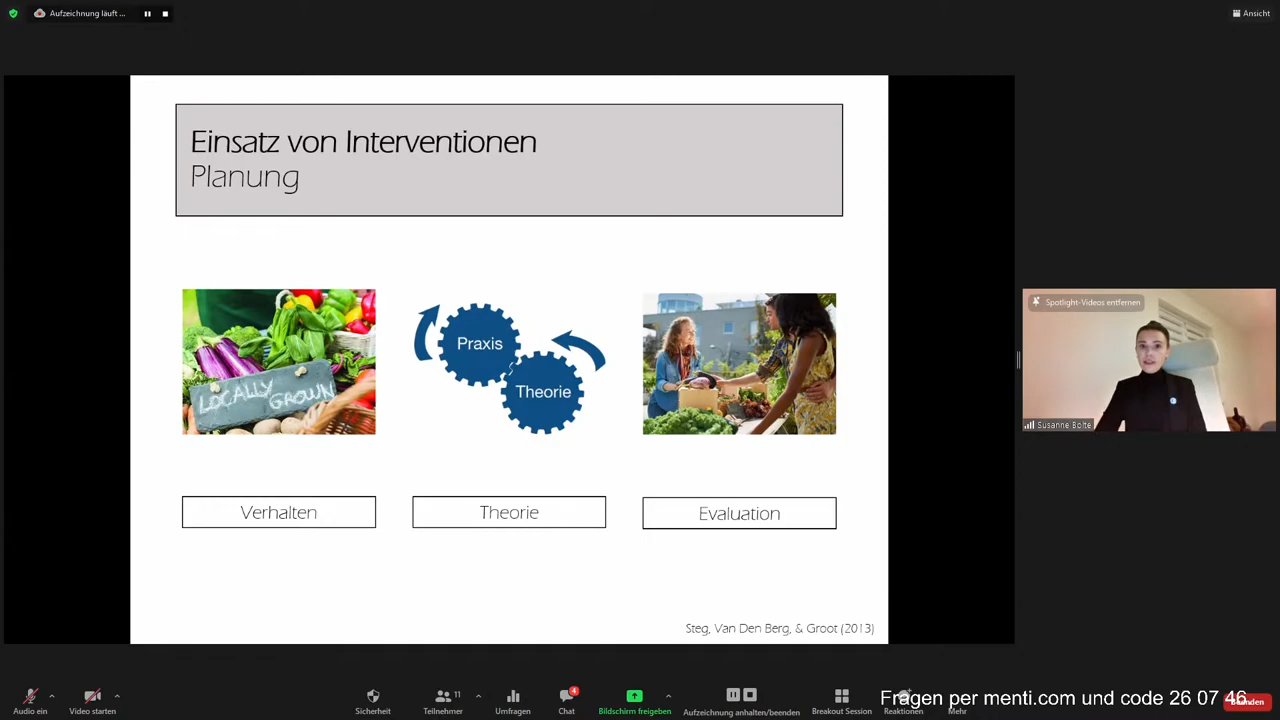 Aufzeichnung läuft ...
Ansicht
Einsatz von Interventionen
Planung
LOCALLY
GROWN
Praxis
Theorie
Spotlight-Videos entfernen
Susanne Bolte
Verhalten
Theorie
Evaluation
Steg, Van Den Berg, & Groot (2013)
Audio ein
Video starten
Sicherheit
11
Teilnehmer
Umfragen
4
Chat
Bildschirm freigeben
Aufzeichnung anhalten/beenden
Breakout Session
Reaktionen
Mehr
Beenden
Fragen per menti.com und code 26 07 46